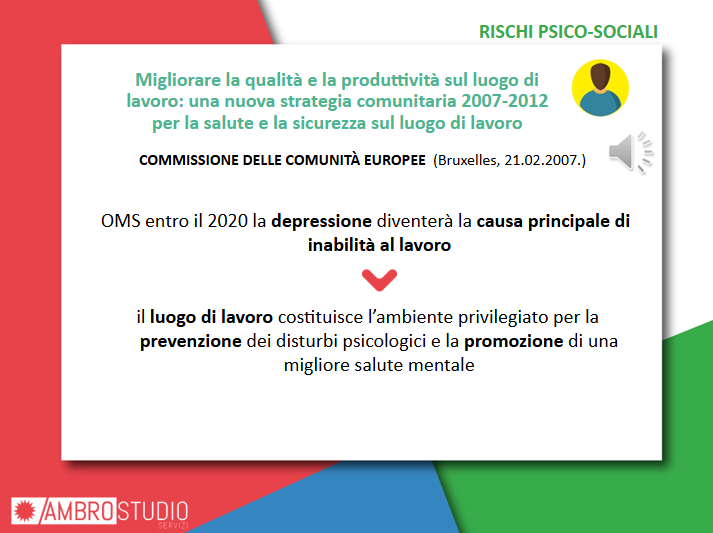 RISCHI PSICO-SOCIALI
Migliorare la qualità e la produttività sul luogo di
lavoro: una nuova strategia comunitaria 2007-2012
per la salute e la sicurezza sul luogo di lavoro
COMMISSIONE DELLE COMUNITÀ EUROPEE (Bruxelles, 21.02.2007.)
OMS entro il 2020 la depressione diventerà la causa principale di
inabilità al lavoro
il luogo di lavoro costituisce l'ambiente privilegiato per la
prevenzione dei disturbi psicologici e la promozione di una
migliore salute mentale
AMBROSTUDIO
SERVIZI